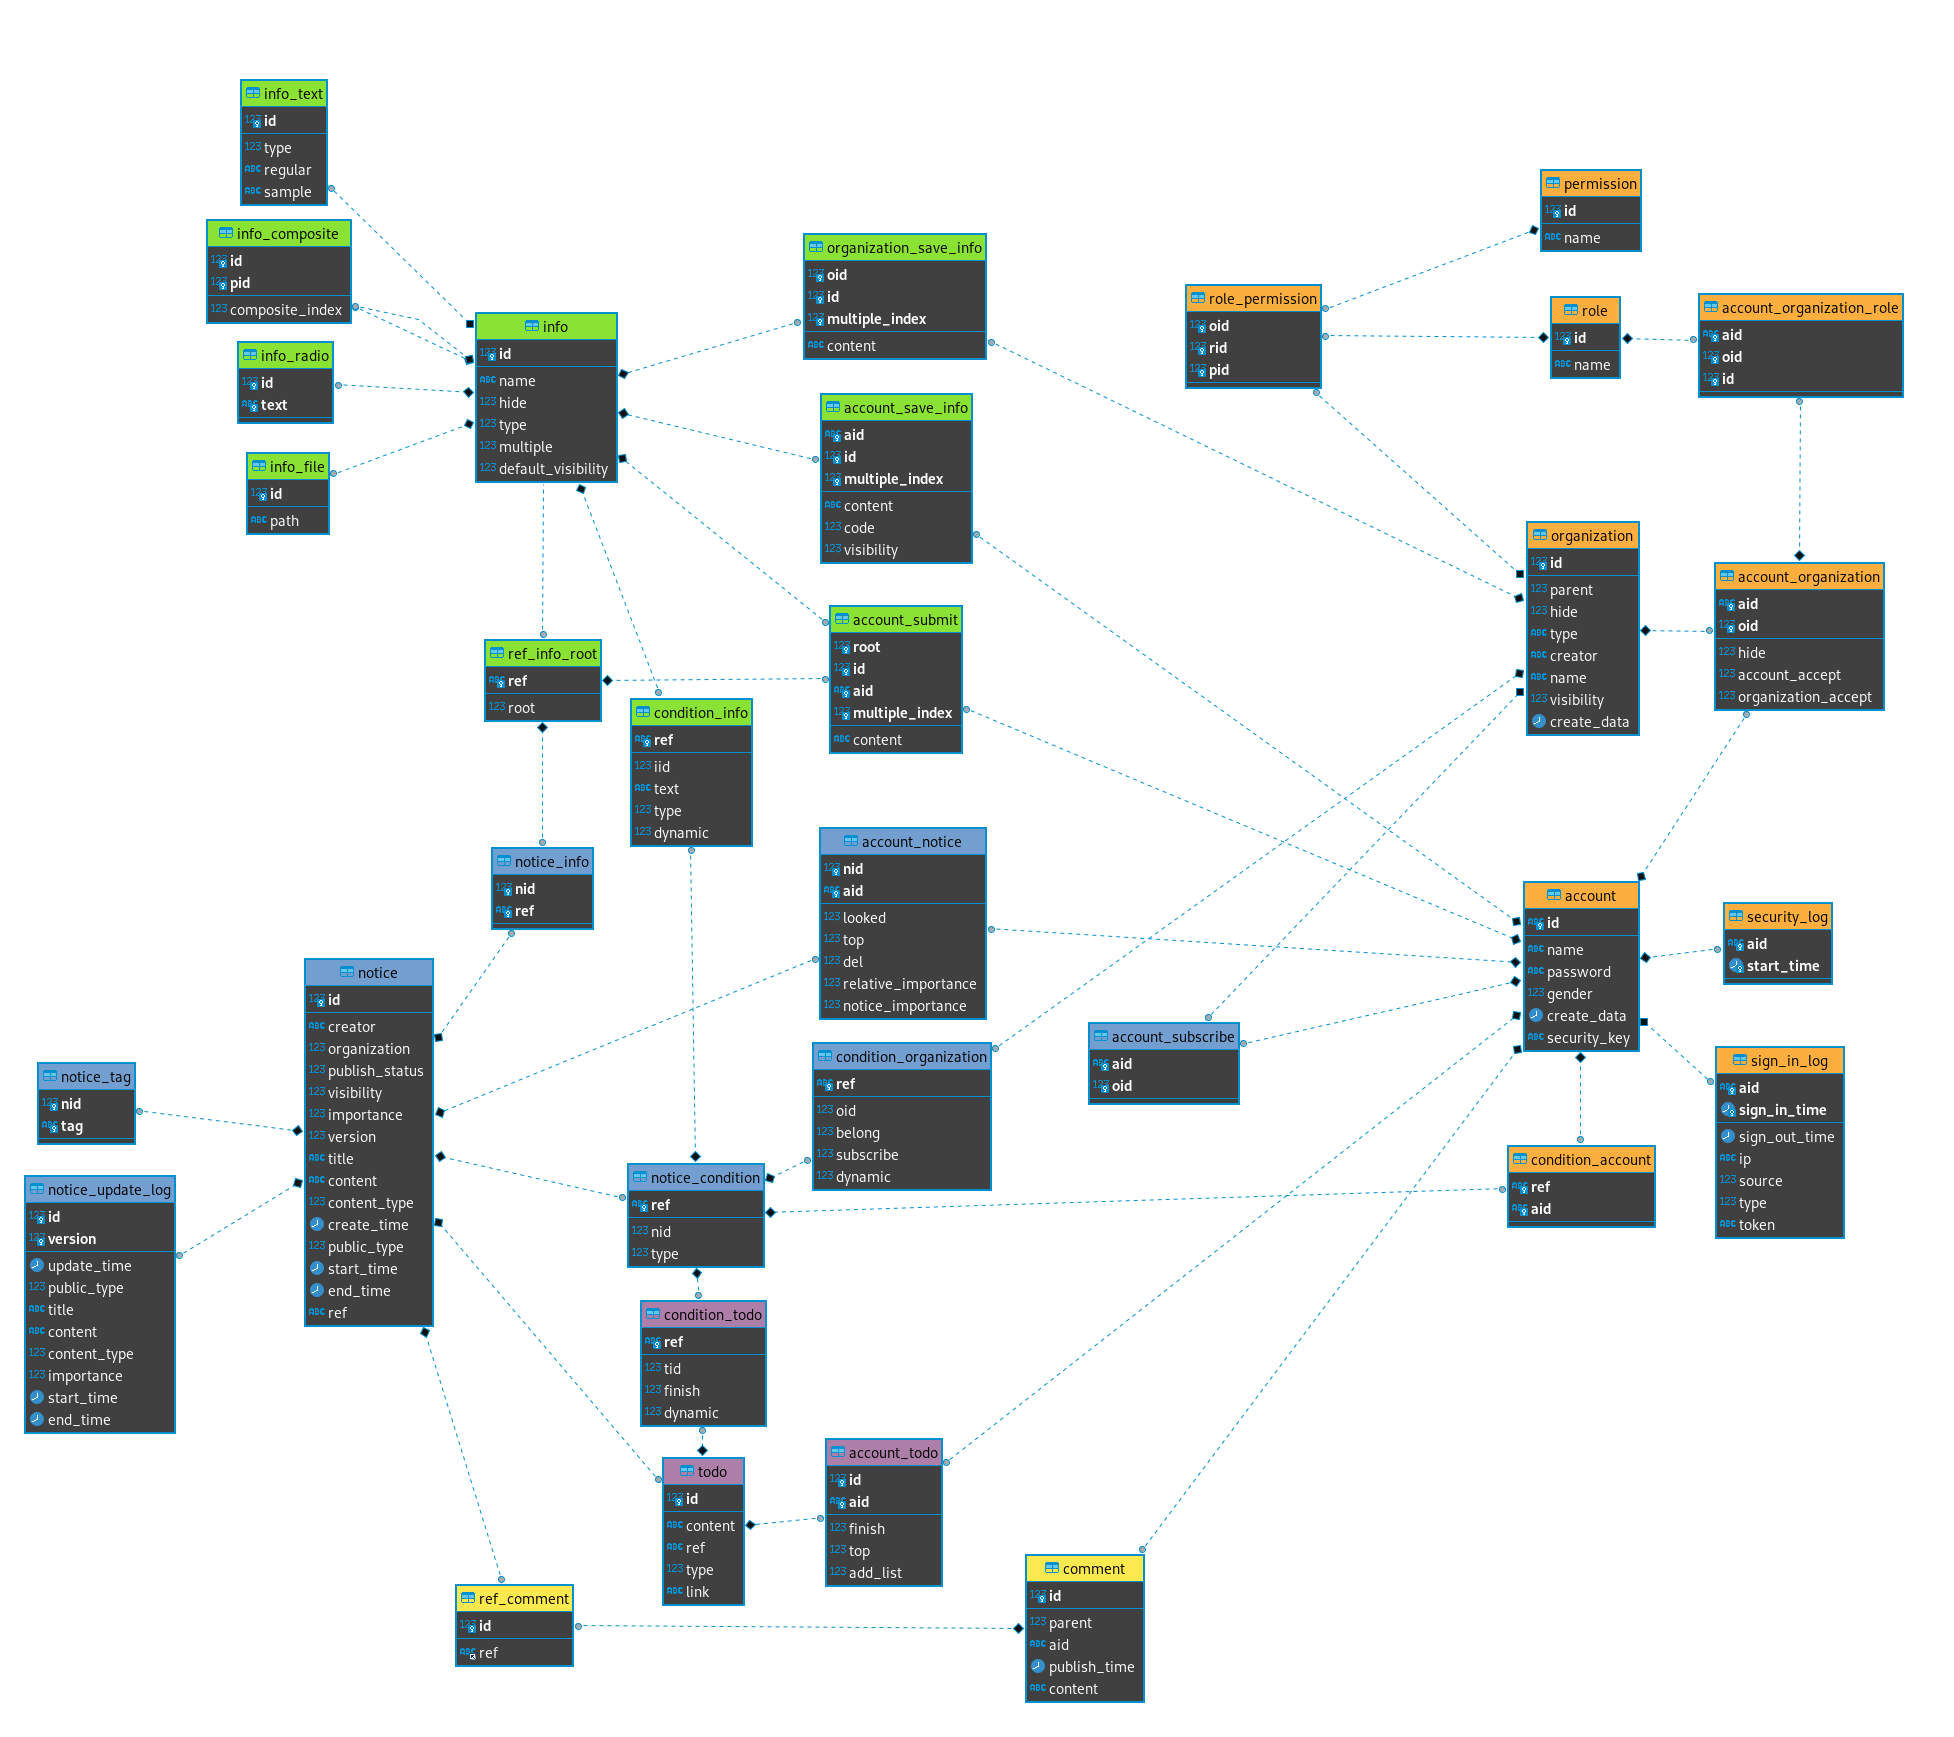 info_text
id
type
regular
sample
info_composite
id
pid
composite_index
info_radio
id
text
info_file
id
path
info
id
name
hide
type
multiple
default_visibility
organization_save_info
oid
id
multiple_index
content
account_save_info
aid
id
multiple_index
content
code
visibility
account_submit
root
id
aid
multiple_index
content
ref_info_root
ref
root
condition_info
ref
iid
text
type
dynamic
permission
id
name
role_permission
oid
rid
pid
role
id
name
account_organization_role
aid
oid
id
organization
id
parent
hide
type
creator
name
visibility
create_data
account_organization
aid
oid
hide
account_accept
organization_accept
notice_info
nid
ref
account_notice
nid
aid
looked
top
del
relative_importance
notice_importance
account
id
name
password
gender
create_data
security_key
security_log
aid
start_time
sign_in_log
aid
sign_in_time
sign_out_time
ip
source
type
token
notice
id
creator
organization
publish_status
visibility
importance
version
title
content
content_type
create_time
public_type
start_time
end_time
ref
notice_tag
nid
tag
notice_update_log
id
version
update_time
public_type
title
content
content_type
importance
start_time
end_time
condition_organization
ref
oid
belong
subscribe
dynamic
account_subscribe
aid
oid
condition_account
ref
aid
notice_condition
ref
nid
type
condition_todo
ref
tid
finish
dynamic
todo
id
content
ref
type
link
account_todo
id
aid
finish
top
add_list
comment
id
parent
aid
publish_time
content
ref_comment
id
ref